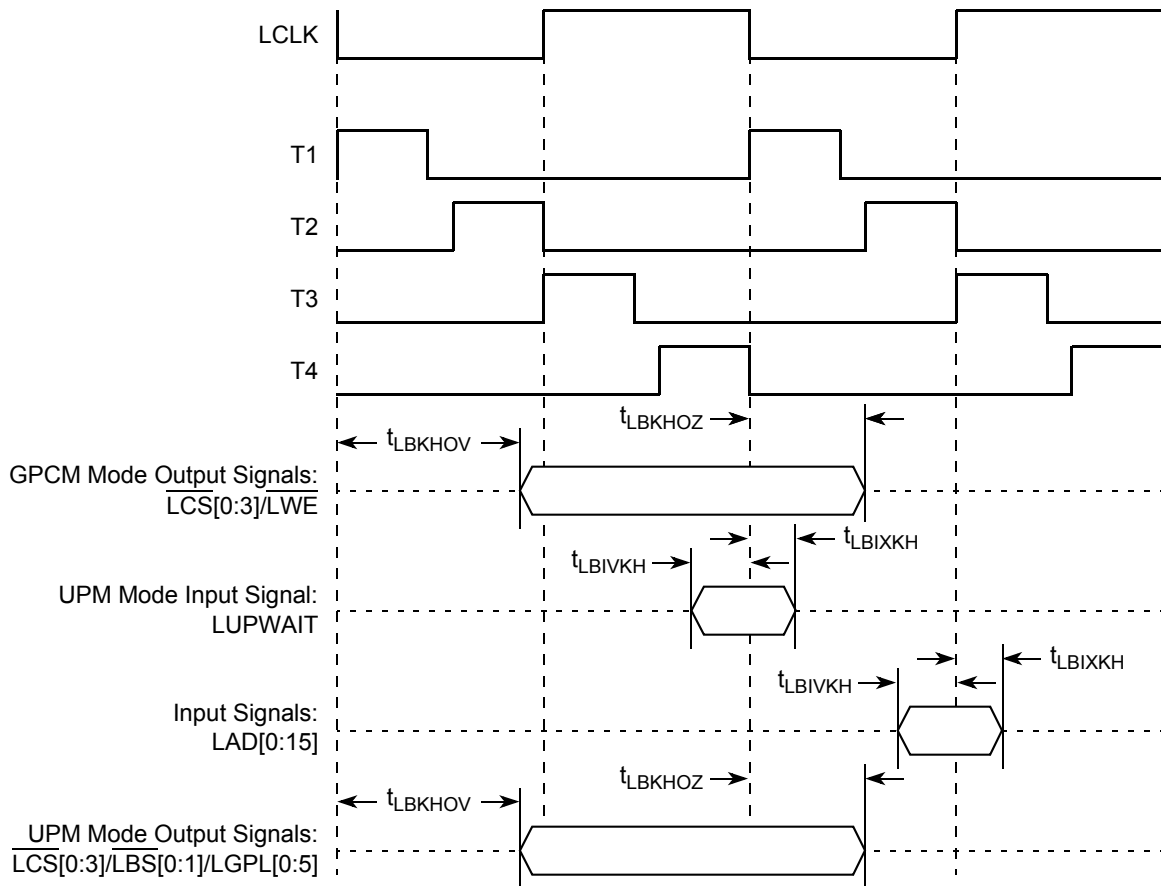 LCLK
T1
T2
T3
T4
tLBKHOV
tLBKHOZ
GPCM Mode Output Signals:
LCS[0:3]/LWE
tLBIVKH
tLBIXKH
UPM Mode Input Signal:
LUPWAIT
tLBIVKH
tLBIXKH
Input Signals:
LAD[0:15]
tLBKHOV
tLBKHOZ
UPM Mode Output Signals:
LCS[0:3]/LBS[0:1]/LGPL[0:5]